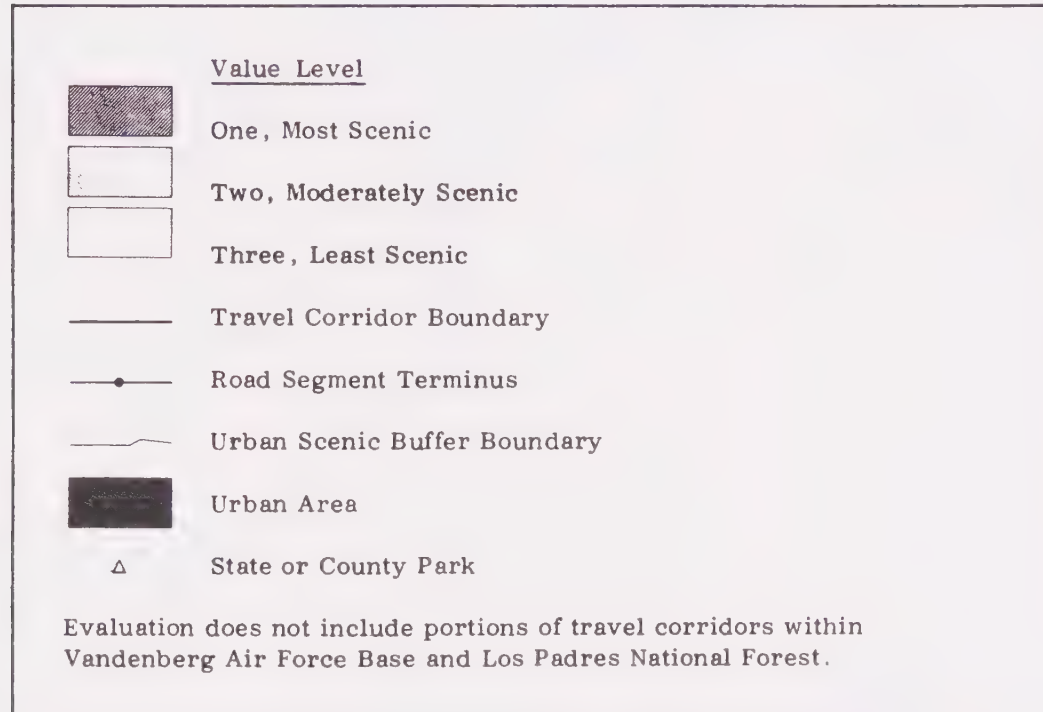 Value Level
One, Most Scenic
Two, Moderately Scenic
Three, Least Scenic
Travel Corridor Boundary
Road Segment Terminus
Urban Scenic Buffer Boundary
Urban Area
State or County Park
Evaluation does not include portions of travel corridors within
Vandenberg Air Force Base and Los Padres National Forest.